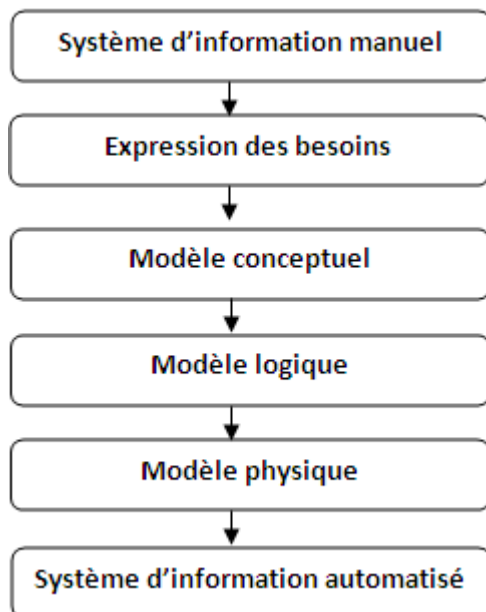 Système d’information manuel
Expression des besoins
Modèle conceptuel
Modèle logique
Modèle physique
Système d’information automatisé